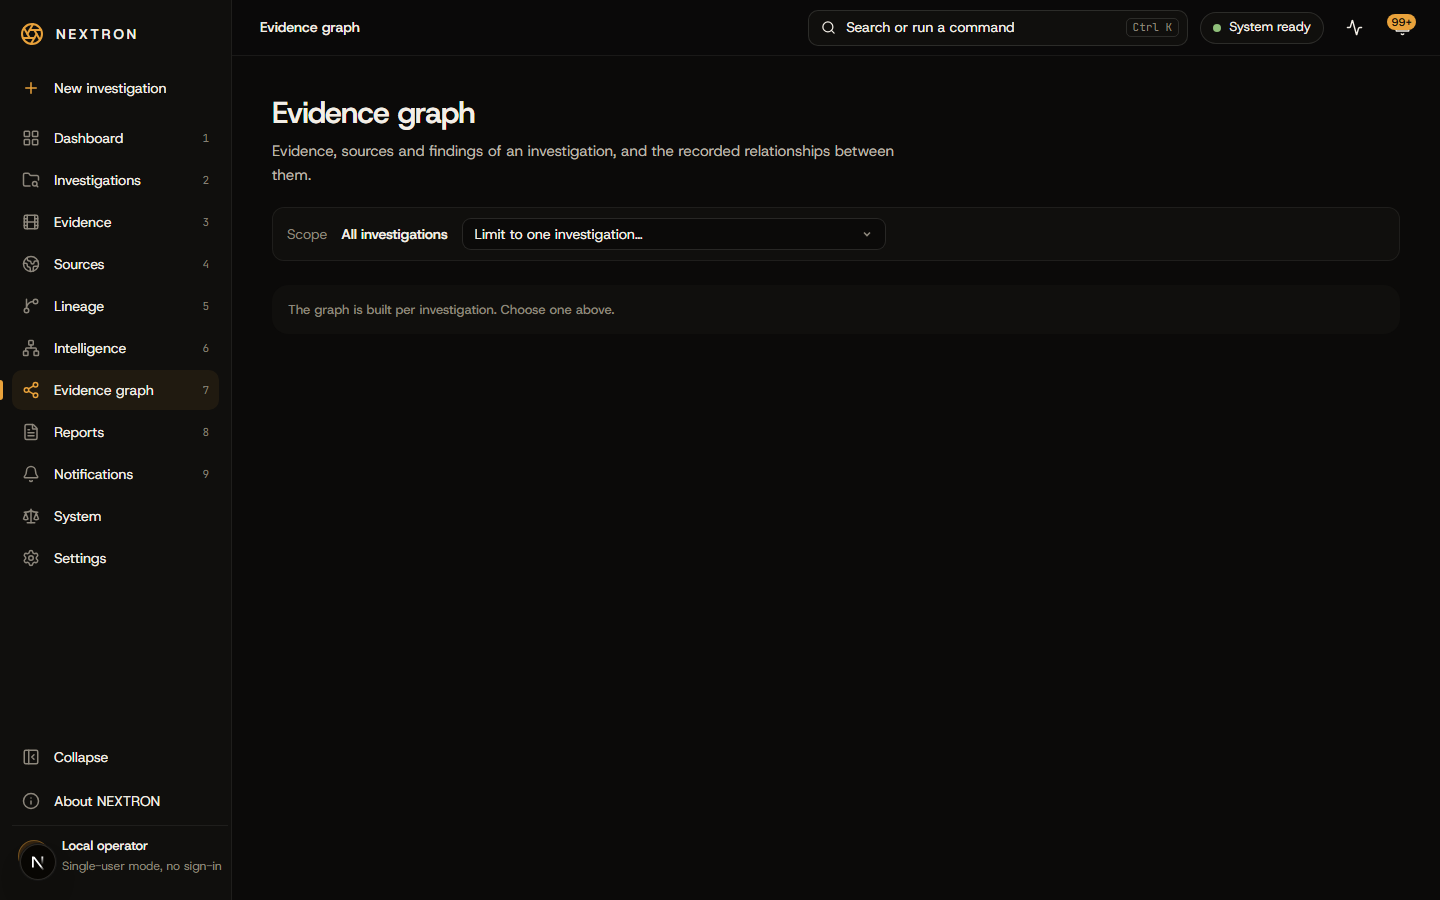 NEXTRON
Evidence graph
Search or run a command
Ctrl K
System ready
99+
New investigation
Dashboard 1
Investigations 2
Evidence 3
Sources 4
Lineage 5
Intelligence 6
Evidence graph 7
Reports 8
Notifications 9
System
Settings
Collapse
About NEXTRON
N
Local operator
Single-user mode, no sign-in
Evidence graph
Evidence, sources and findings of an investigation, and the recorded relationships between
them.
Scope All investigations Limit to one investigation...
The graph is built per investigation. Choose one above.